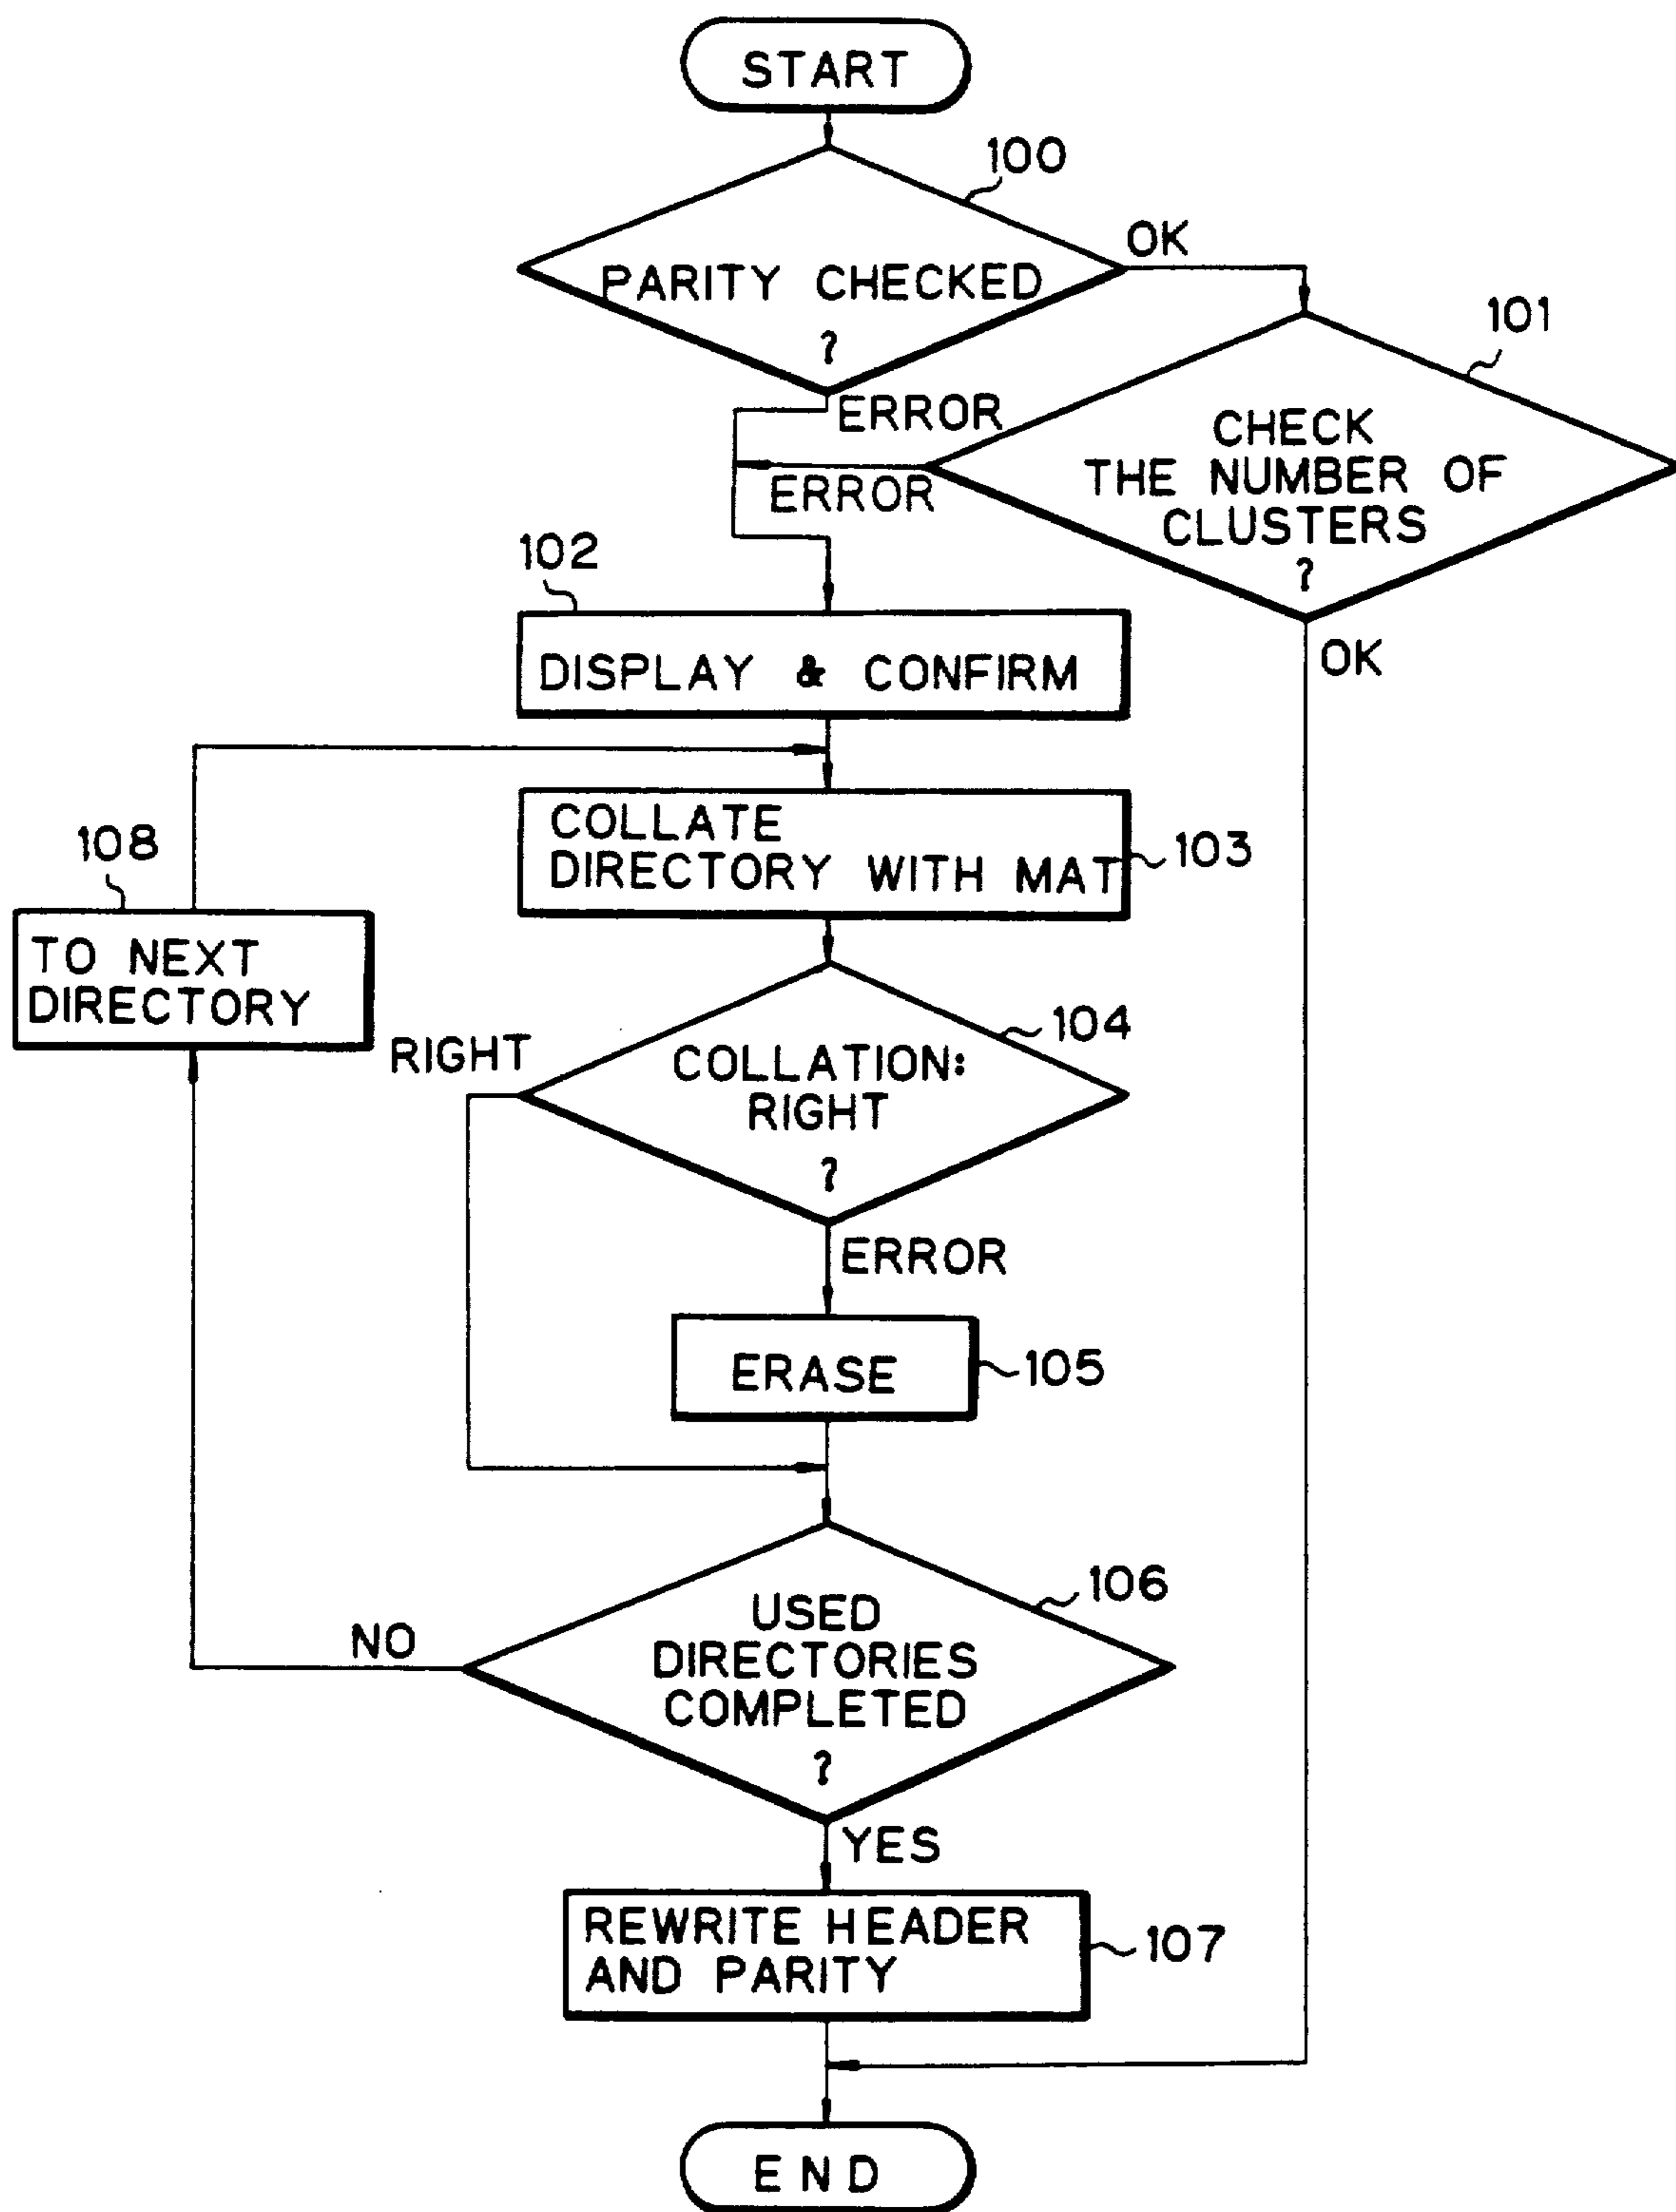 START
100
PARITY CHECKED
?
OK
101
ERROR
CHECK
THE NUMBER OF
CLUSTERS
?
ERROR
OK
102
DISPLAY & CONFIRM
COLLATE
DIRECTORY WITH MAT
103
108
TO NEXT
DIRECTORY
104
RIGHT
COLLATION:
RIGHT
?
ERROR
ERASE
105
106
USED
DIRECTORIES
COMPLETED
?
NO
YES
REWRITE HEADER
AND PARITY
107
END